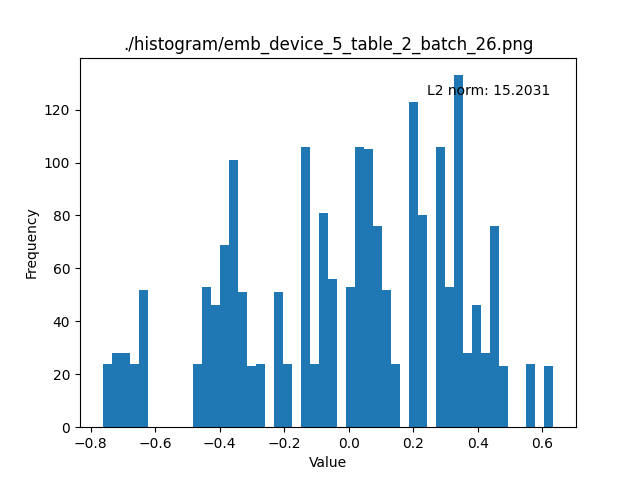 ./histogram/emb_device_5_table_2_batch_26.png
L2 norm: 15.2031
120
100
80
60
40
20
0
Frequency
−0.8 −0.6 −0.4 −0.2 0.0 0.2 0.4 0.6
Value